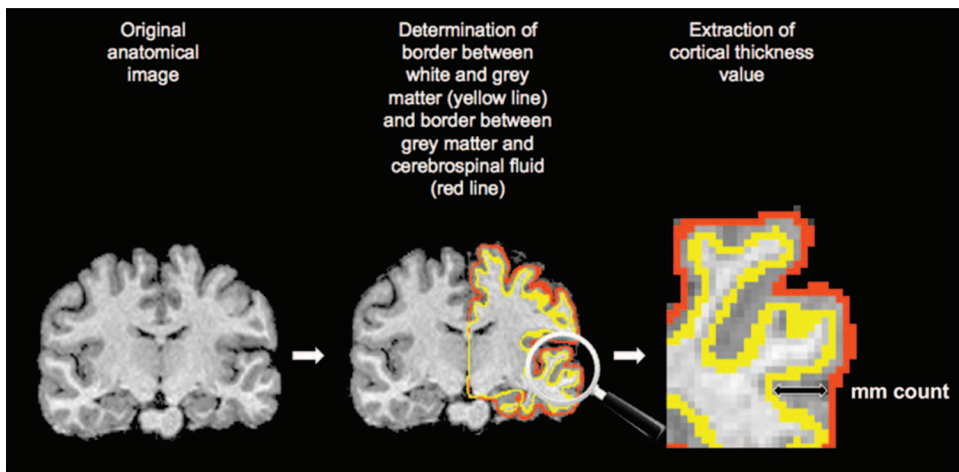 Original
anatomical
image
Determination of
border between
white and grey
matter (yellow line)
and border between
grey matter and
cerebrospinal fluid
(red line)
Extraction of
cortical thickness
value
mm count